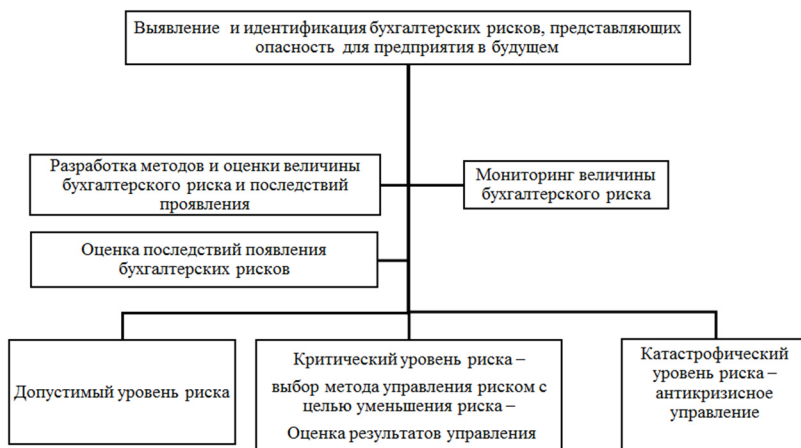 Выявление и идентификация бухгалтерских рисков, представляющих
опасность для предприятия в будущем
Разработка методов и оценки величины
бухгалтерского риска и последствий
проявления
Мониторинг величины
бухгалтерского риска
Оценка последствий появления
бухгалтерских рисков
Допустимый уровень риска
Критический уровень риска –
выбор метода управления риском с
целью уменьшения риска –
Оценка результатов управления
Катастрофический
уровень риска –
антикризисное
управление